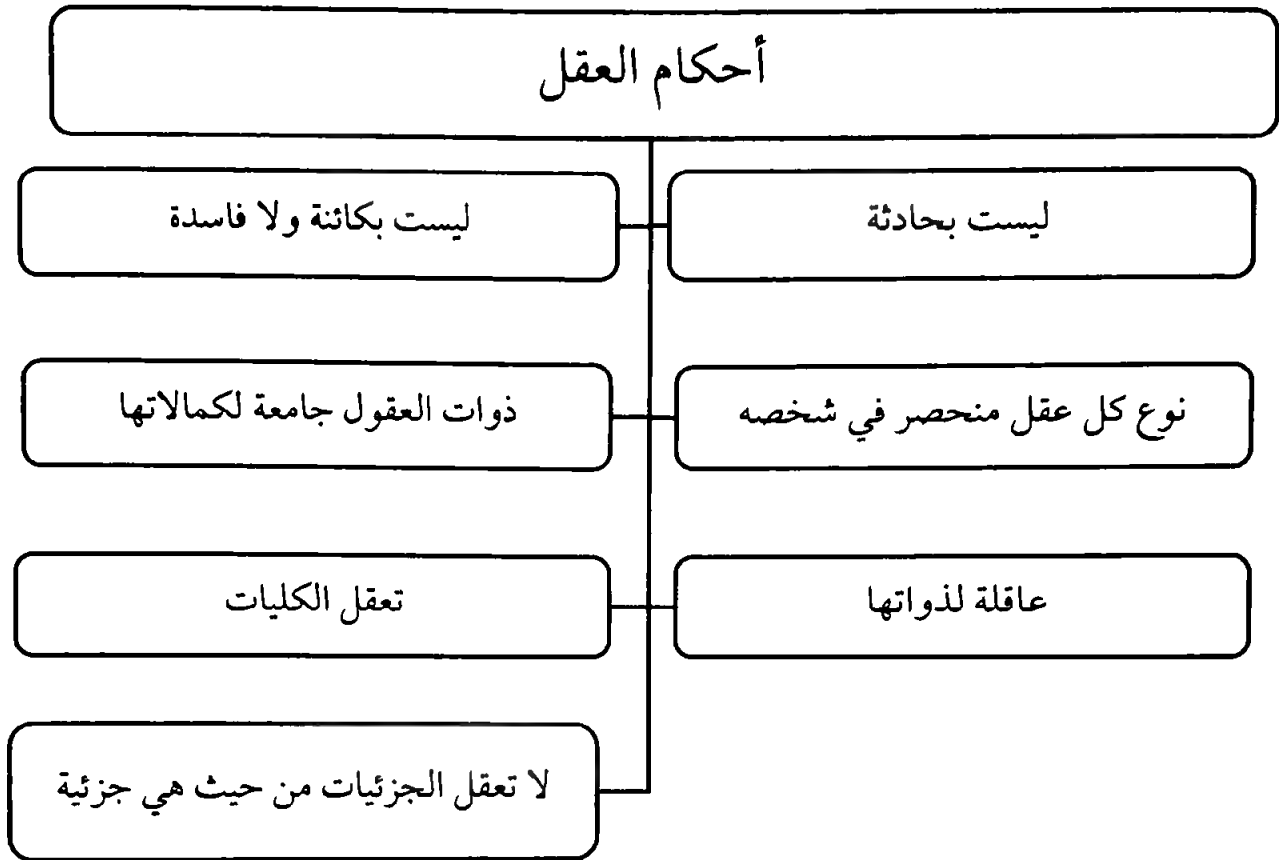 أحكام العقل
ليست بحادثة
ليست بكائنة ولا فاسدة
نوع كل عقل منحصر في شخصه
ذوات العقول جامعة لكمالاتها
عاقلة لذواتها
تعقل الكليات
لا تعقل الجزئيات من حيث هي جزئية